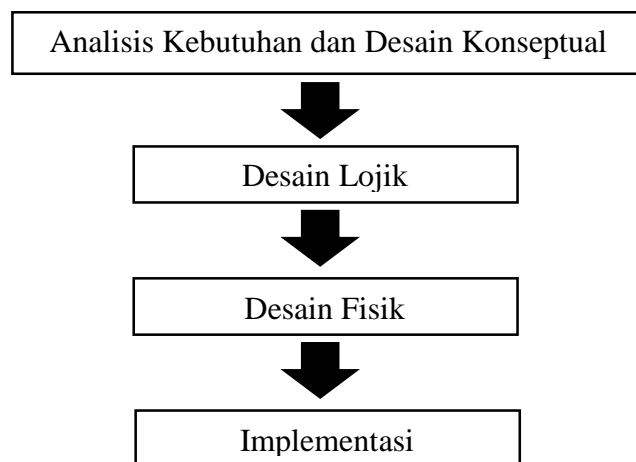 Analisis Kebutuhan dan Desain Konseptual
Desain Lojik
Desain Fisik
Implementasi